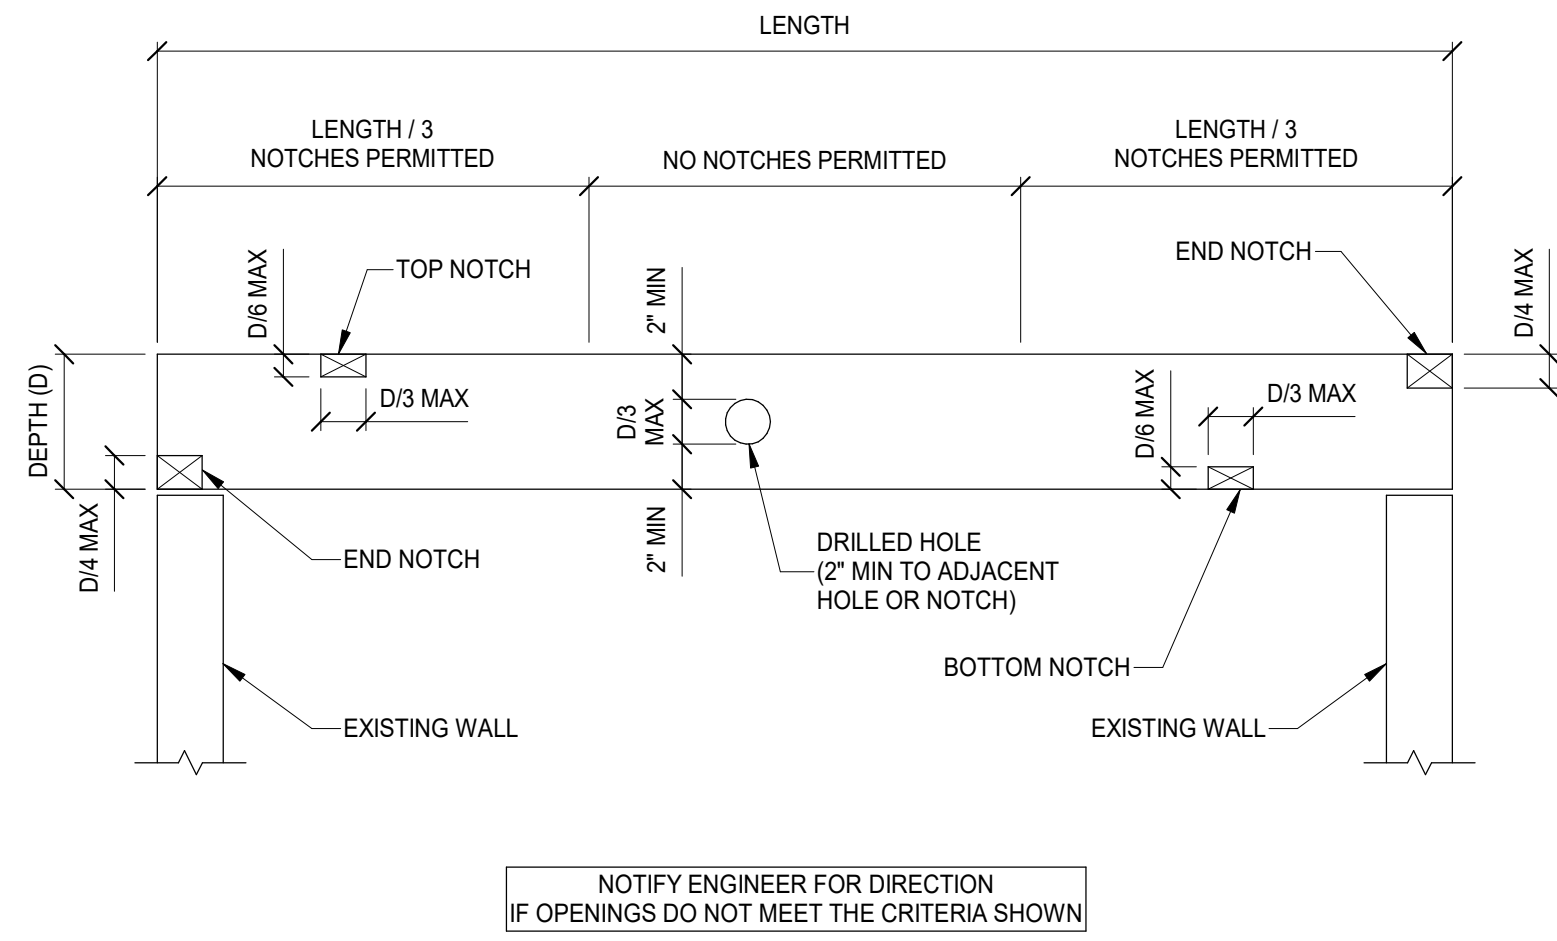 LENGTH
LENGTH / 3
NOTCHES PERMITTED
NO NOTCHES PERMITTED
LENGTH / 3
NOTCHES PERMITTED
D/6 MAX
TOP NOTCH
2" MIN
END NOTCH
D/4 MAX
DEPTH (D)
D/3 MAX
D/3
MAX
D/6 MAX
D/3 MAX
D/4 MAX
END NOTCH
2" MIN
DRILLED HOLE
(2" MIN TO ADJACENT
HOLE OR NOTCH)
BOTTOM NOTCH
EXISTING WALL
EXISTING WALL
NOTIFY ENGINEER FOR DIRECTION
IF OPENINGS DO NOT MEET THE CRITERIA SHOWN